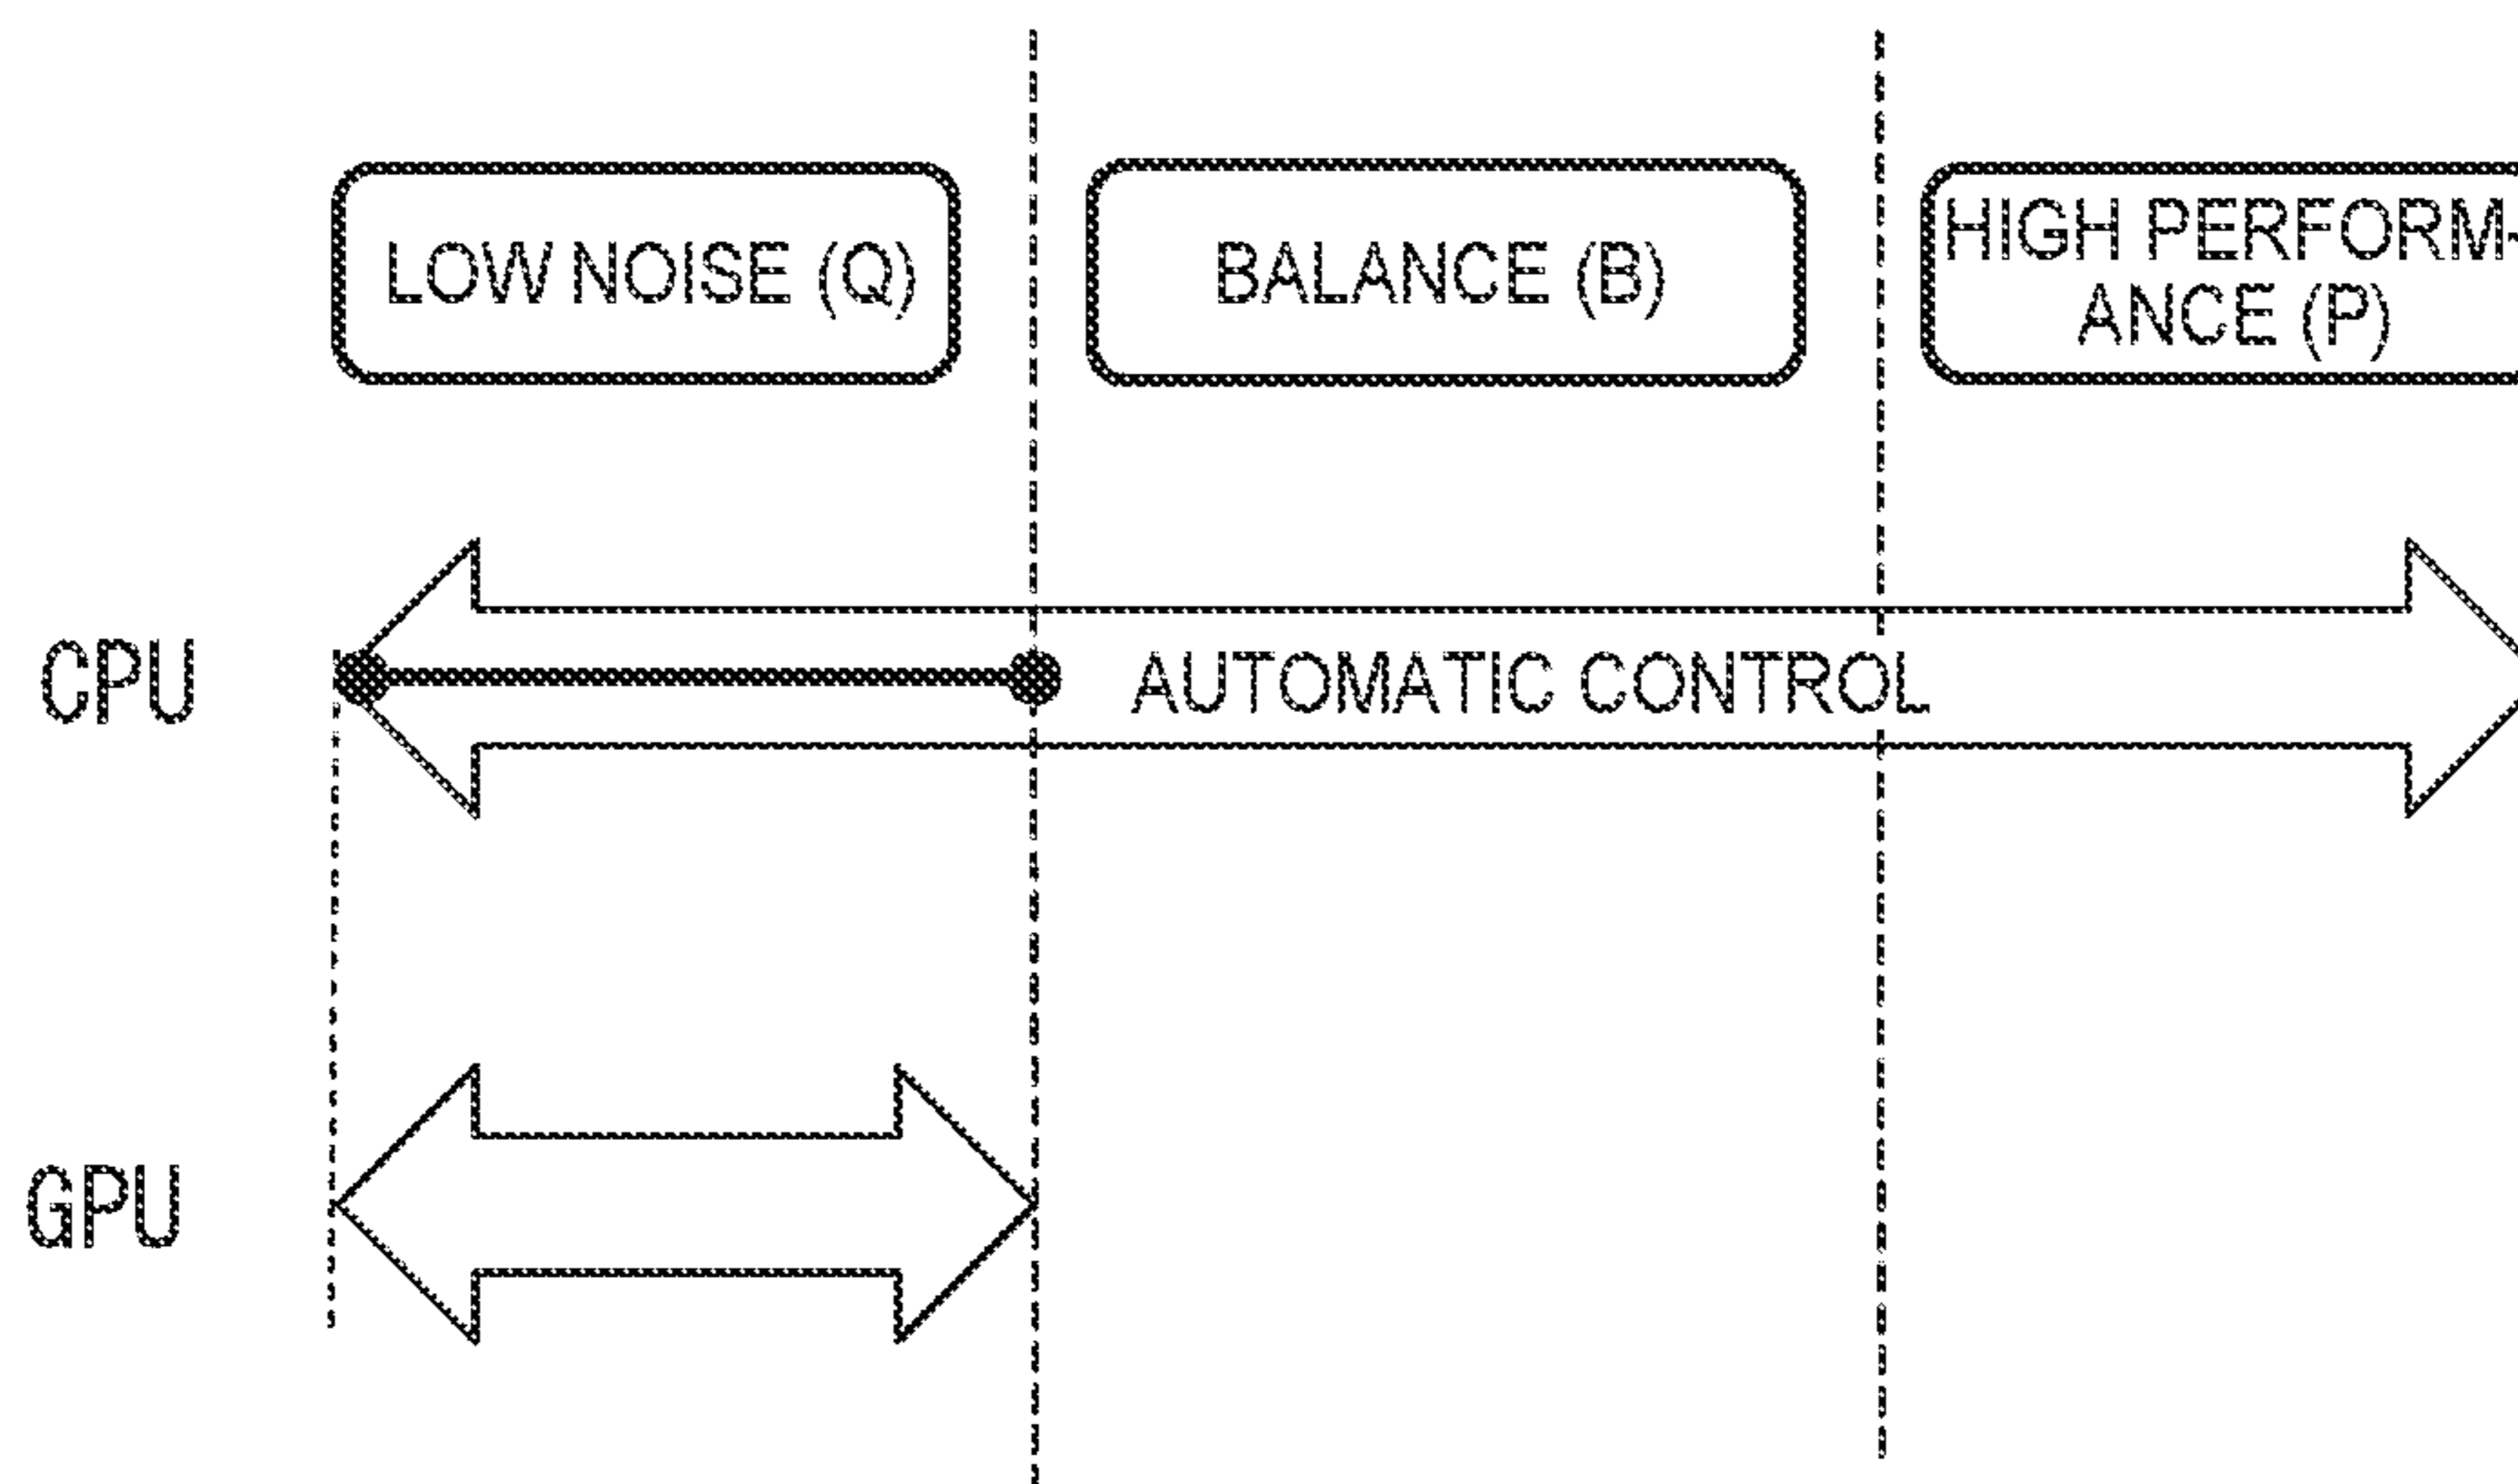 LOW NOISE (Q)
BALANCE (B)
HIGH PERFORM-
ANCE (P)
CPU
AUTOMATIC CONTROL
GPU